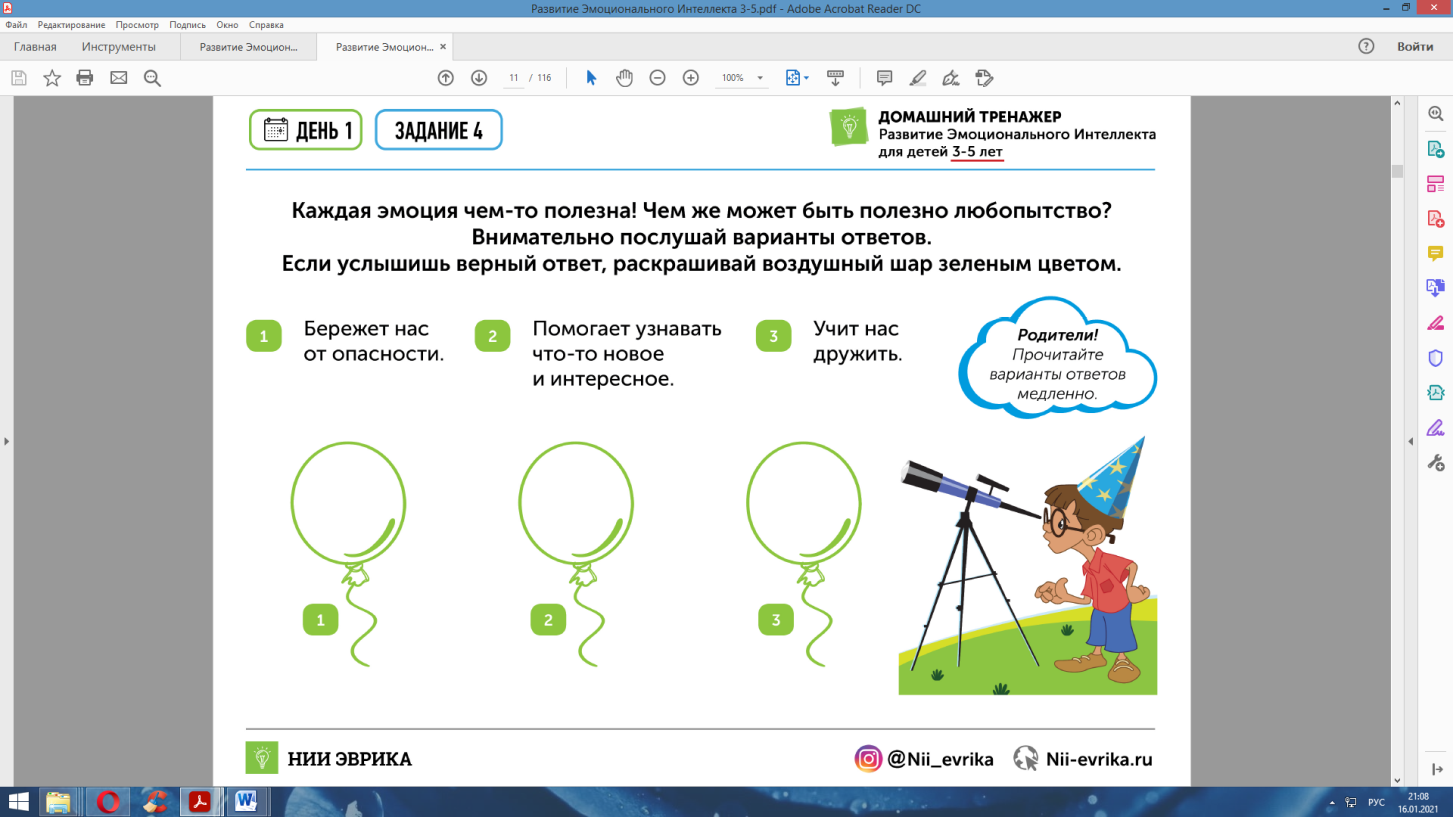 Развитие Эмоционального Интеллекта 3-5.pdf - Adobe Acrobat Reader DC
Файл Редактирование Просмотр Подпись Окно Справка
Главная Инструменты Развитие Эмоцион... Развитие Эмоцион... × Войти
11 / 116 100%
ДЕНЬ 1 ЗАДАНИЕ 4
ДОМАШНИЙ ТРЕНАЖЕР
Развитие Эмоционального Интеллекта
для детей 3-5 лет
Каждая эмоция чем-то полезна! Чем же может быть полезно любопытство?
Внимательно послушай варианты ответов.
Если услышишь верный ответ, раскрашивай воздушный шар зеленым цветом.
1 Бережет нас
от опасности.
2 Помогает узнавать
что-то новое
и интересное.
3 Учит нас
дружить.
Родители!
Прочитайте
варианты ответов
медленно.
1 2 3
НИИ ЭВРИКА @Nii_evrika Nii-evrika.ru
РУС 21:08
16.01.2021